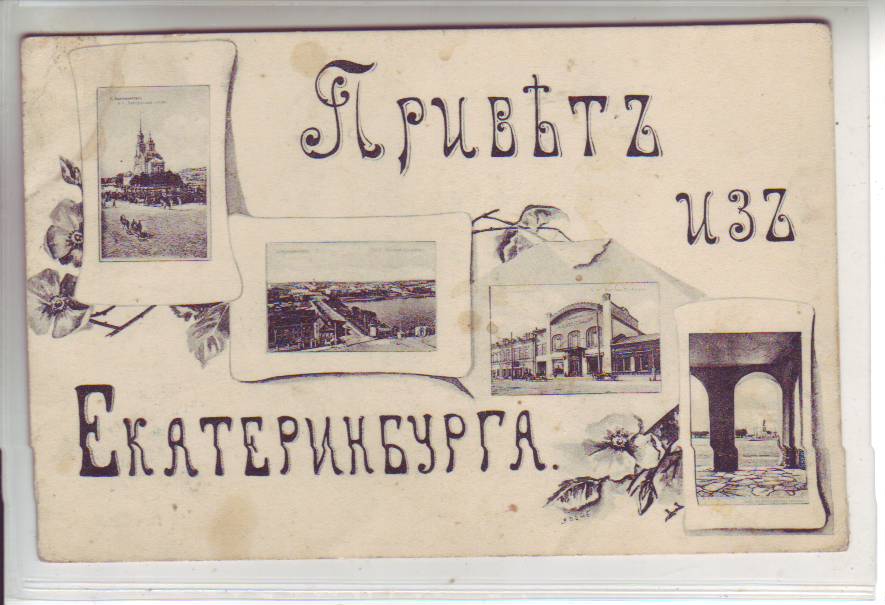 Привѣтъ
изъ
Екатеринбурга.